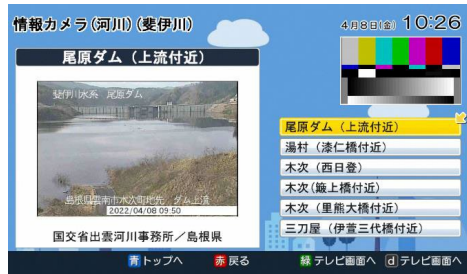 情報カメラ(河川)(斐伊川)
4月8日(金) 10:26
尾原ダム（上流付近）
斐伊川水系 尾原ダム
島根県雲南市木次町地先 ダム上流
2022/04/08 09:50
国交省出雲河川事務所／島根県
尾原ダム（上流付近）
湯村（漆仁橋付近）
木次（西日登）
木次(簸上橋付近）
木次（里熊大橋付近）
三刀屋（伊萱三代橋付近）
青 トップへ
赤 戻る
緑 テレビ画面へ
d テレビ画面へ